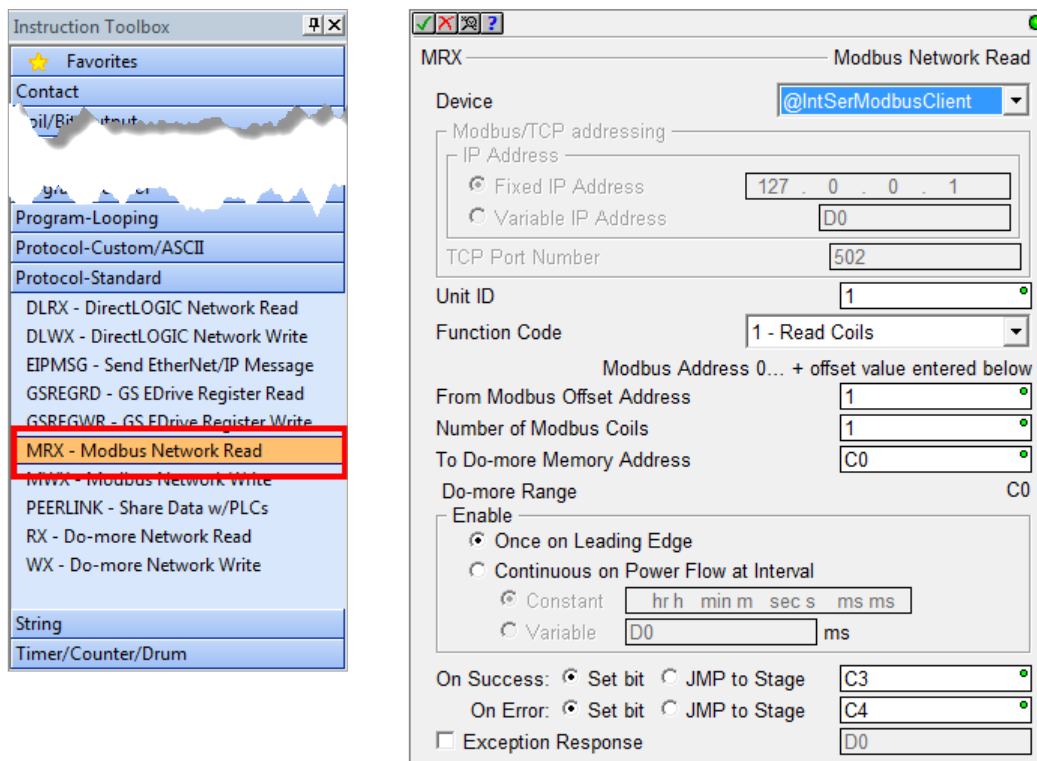 Instruction Toolbox
Favorites
Contact
Program-Looping
Protocol-Custom/ASCII
Protocol-Standard
DLRX - DirectLOGIC Network Read
DLWX - DirectLOGIC Network Write
EIPMSG - Send EtherNet/IP Message
GSREGRD - GS EDrive Register Read
GSREGWR - GS EDrive Register Write
MRX - Modbus Network Read
MWX - Modbus Network Write
PEERLINK - Share Data w/PLCs
RX - Do-more Network Read
WX - Do-more Network Write
String
Timer/Counter/Drum
?
MRX Modbus Network Read
Device @IntSerModbusClient
Modbus/TCP addressing
IP Address
Fixed IP Address 127 . 0 . 0 . 1
Variable IP Address D0
TCP Port Number 502
Unit ID 1
Function Code 1 - Read Coils
Modbus Address 0... + offset value entered below
From Modbus Offset Address 1
Number of Modbus Coils 1
To Do-more Memory Address C0
Do-more Range C0
Enable
Once on Leading Edge
Continuous on Power Flow at Interval
Constant hr h min m sec s ms ms
Variable D0 ms
On Success: Set bit JMP to Stage C3
On Error: Set bit JMP to Stage C4
Exception Response D0